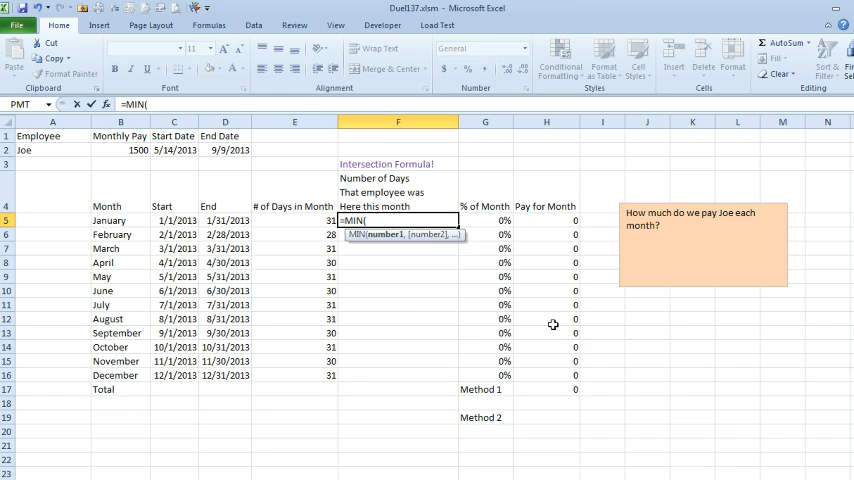 Duel137.xlsm - Microsoft Excel
File Home Insert Page Layout Formulas Data Review View Developer Load Test
Cut
Copy
Format Painter
Paste
Clipboard
11
Font
Wrap Text
Merge & Center
Alignment
General
Number
Conditional Formatting
Format as Table
Cell Styles
Styles
Insert Delete Format
Cells
AutoSum
Fill
Clear
Sort & Filter
Editing
PMT =MIN(
A B C D E F G H I J K L M N
1 Employee Monthly Pay Start Date End Date
2 Joe 1500 5/14/2013 9/9/2013
3 Intersection Formula!
Number of Days
That employee was
4 Month Start End # of Days in Month Here this month % of Month Pay for Month
5 January 1/1/2013 1/31/2013 31 =MIN( 0% 0
MIN(number1, [number2], ...)
6 February 2/1/2013 2/28/2013 28 0% 0
7 March 3/1/2013 3/31/2013 31 0% 0
8 April 4/1/2013 4/30/2013 30 0% 0
9 May 5/1/2013 5/31/2013 31 0% 0
10 June 6/1/2013 6/30/2013 30 0% 0
11 July 7/1/2013 7/31/2013 31 0% 0
12 August 8/1/2013 8/31/2013 31 0% 0
13 September 9/1/2013 9/30/2013 30 0% 0
14 October 10/1/2013 10/31/2013 31 0% 0
15 November 11/1/2013 11/30/2013 30 0% 0
16 December 12/1/2013 12/31/2013 31 0% 0
17 Total Method 1 0
18
19 Method 2
20
21
22
23
How much do we pay Joe each
month?